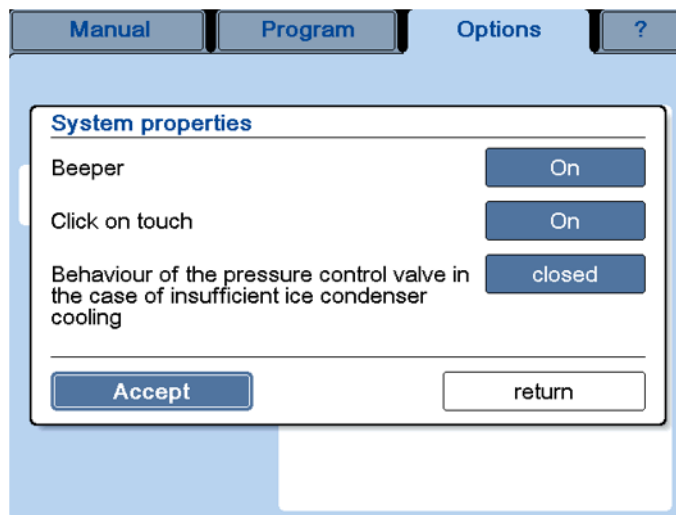 Manual Program Options ?
System properties
Beeper On
Click on touch On
Behaviour of the pressure control valve in closed
the case of insufficient ice condenser
cooling
Accept return